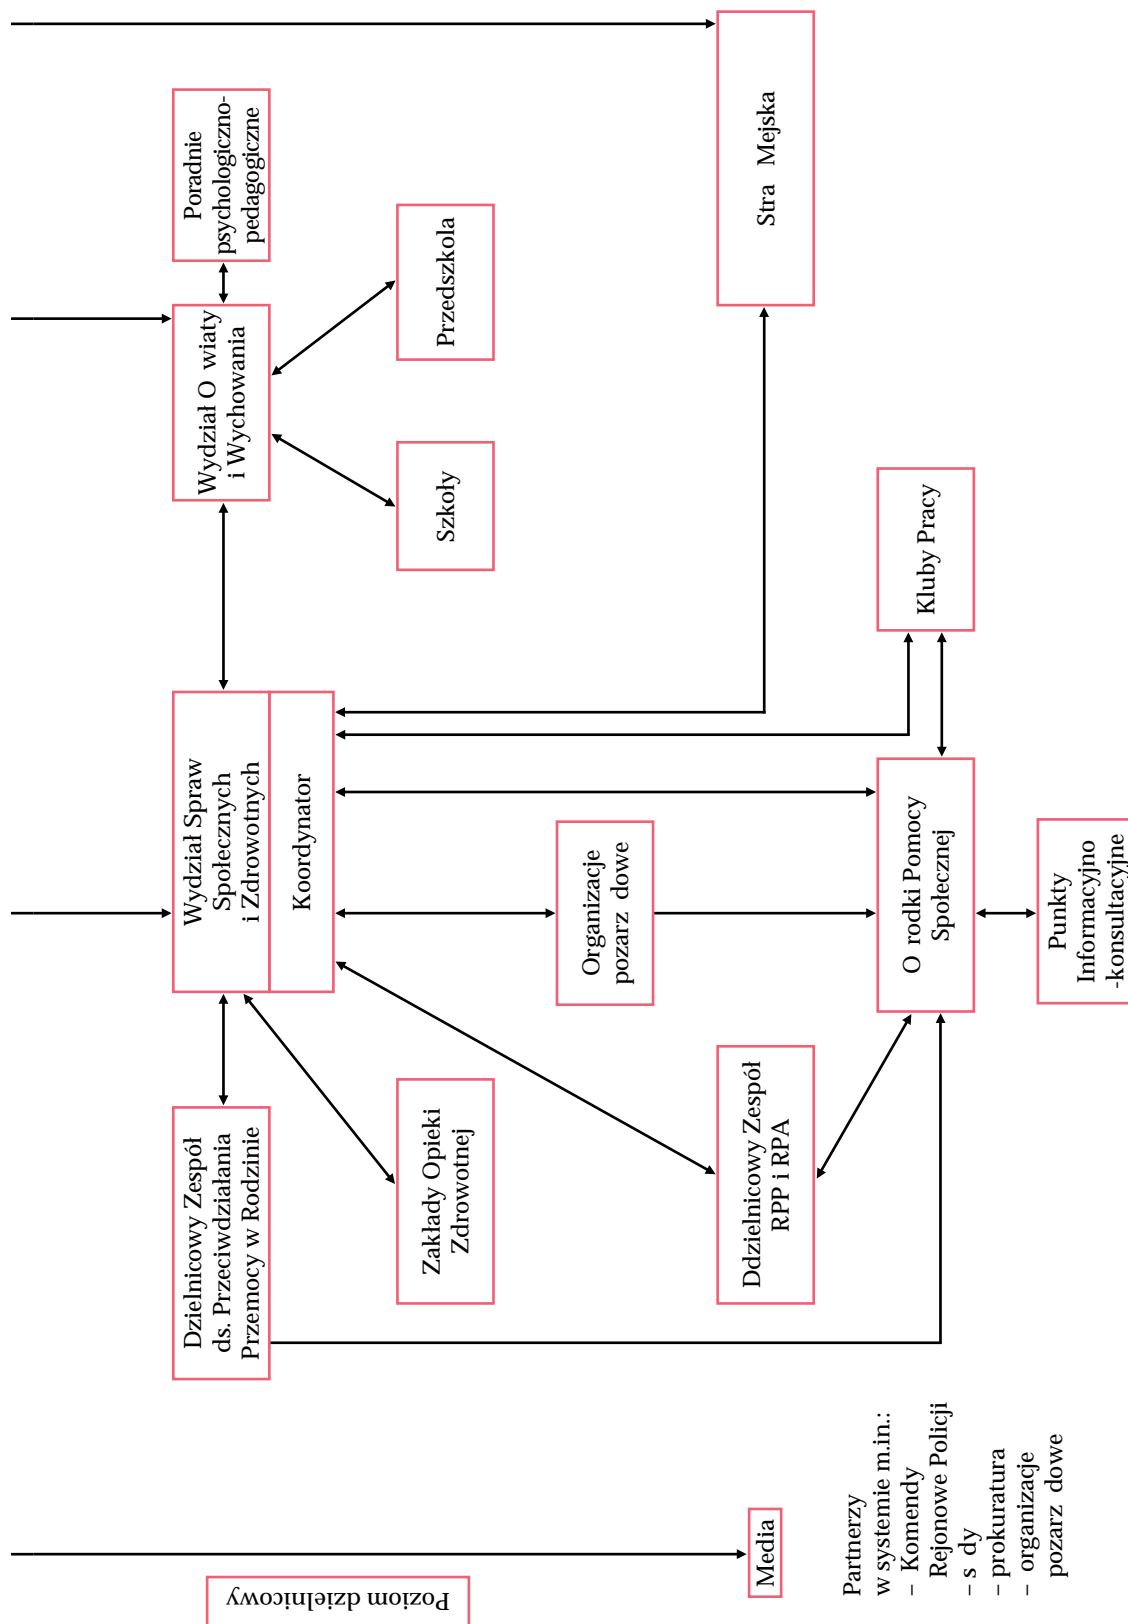 Poziom dzielnicowy
Dzielnicowy Zespół
ds. Przeciwdziałania
Przemocy w Rodzinie
Wydział Spraw
Społecznych
i Zdrowotnych
Koordynator
Wydział O wiaty
i Wychowania
Poradnie
psychologiczno-
pedagogiczne
Zakłady Opieki
Zdrowotnej
Szkoły
Przedszkola
Organizacje
pozarz dowe
Ddzielnicowy Zespół
RPP i RPA
Stra Mejska
Media
O rodki Pomocy
Społecznej
Kluby Pracy
Punkty
Informacyjno
-konsultacyjne
Partnerzy
w systemie m.in.:
– Komendy
Rejonowe Policji
– s dy
– prokuratura
– organizacje
pozarz dowe